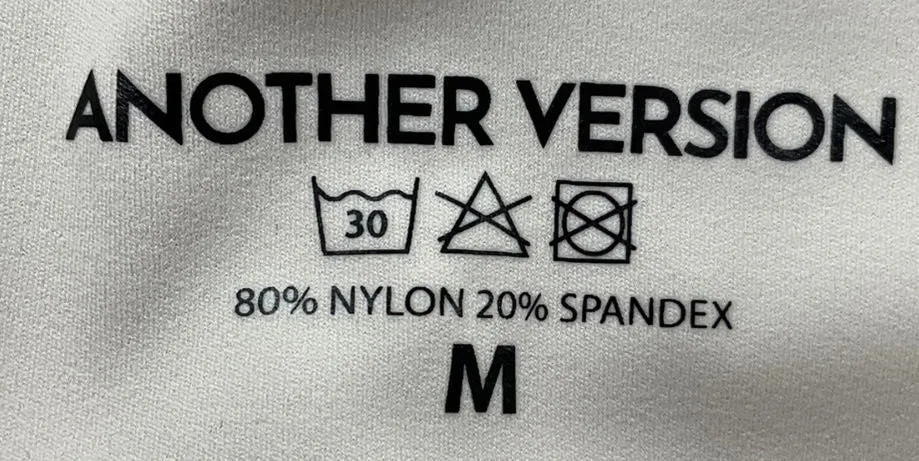 ANOTHER VERSION
30
80% NYLON 20% SPANDEX
M